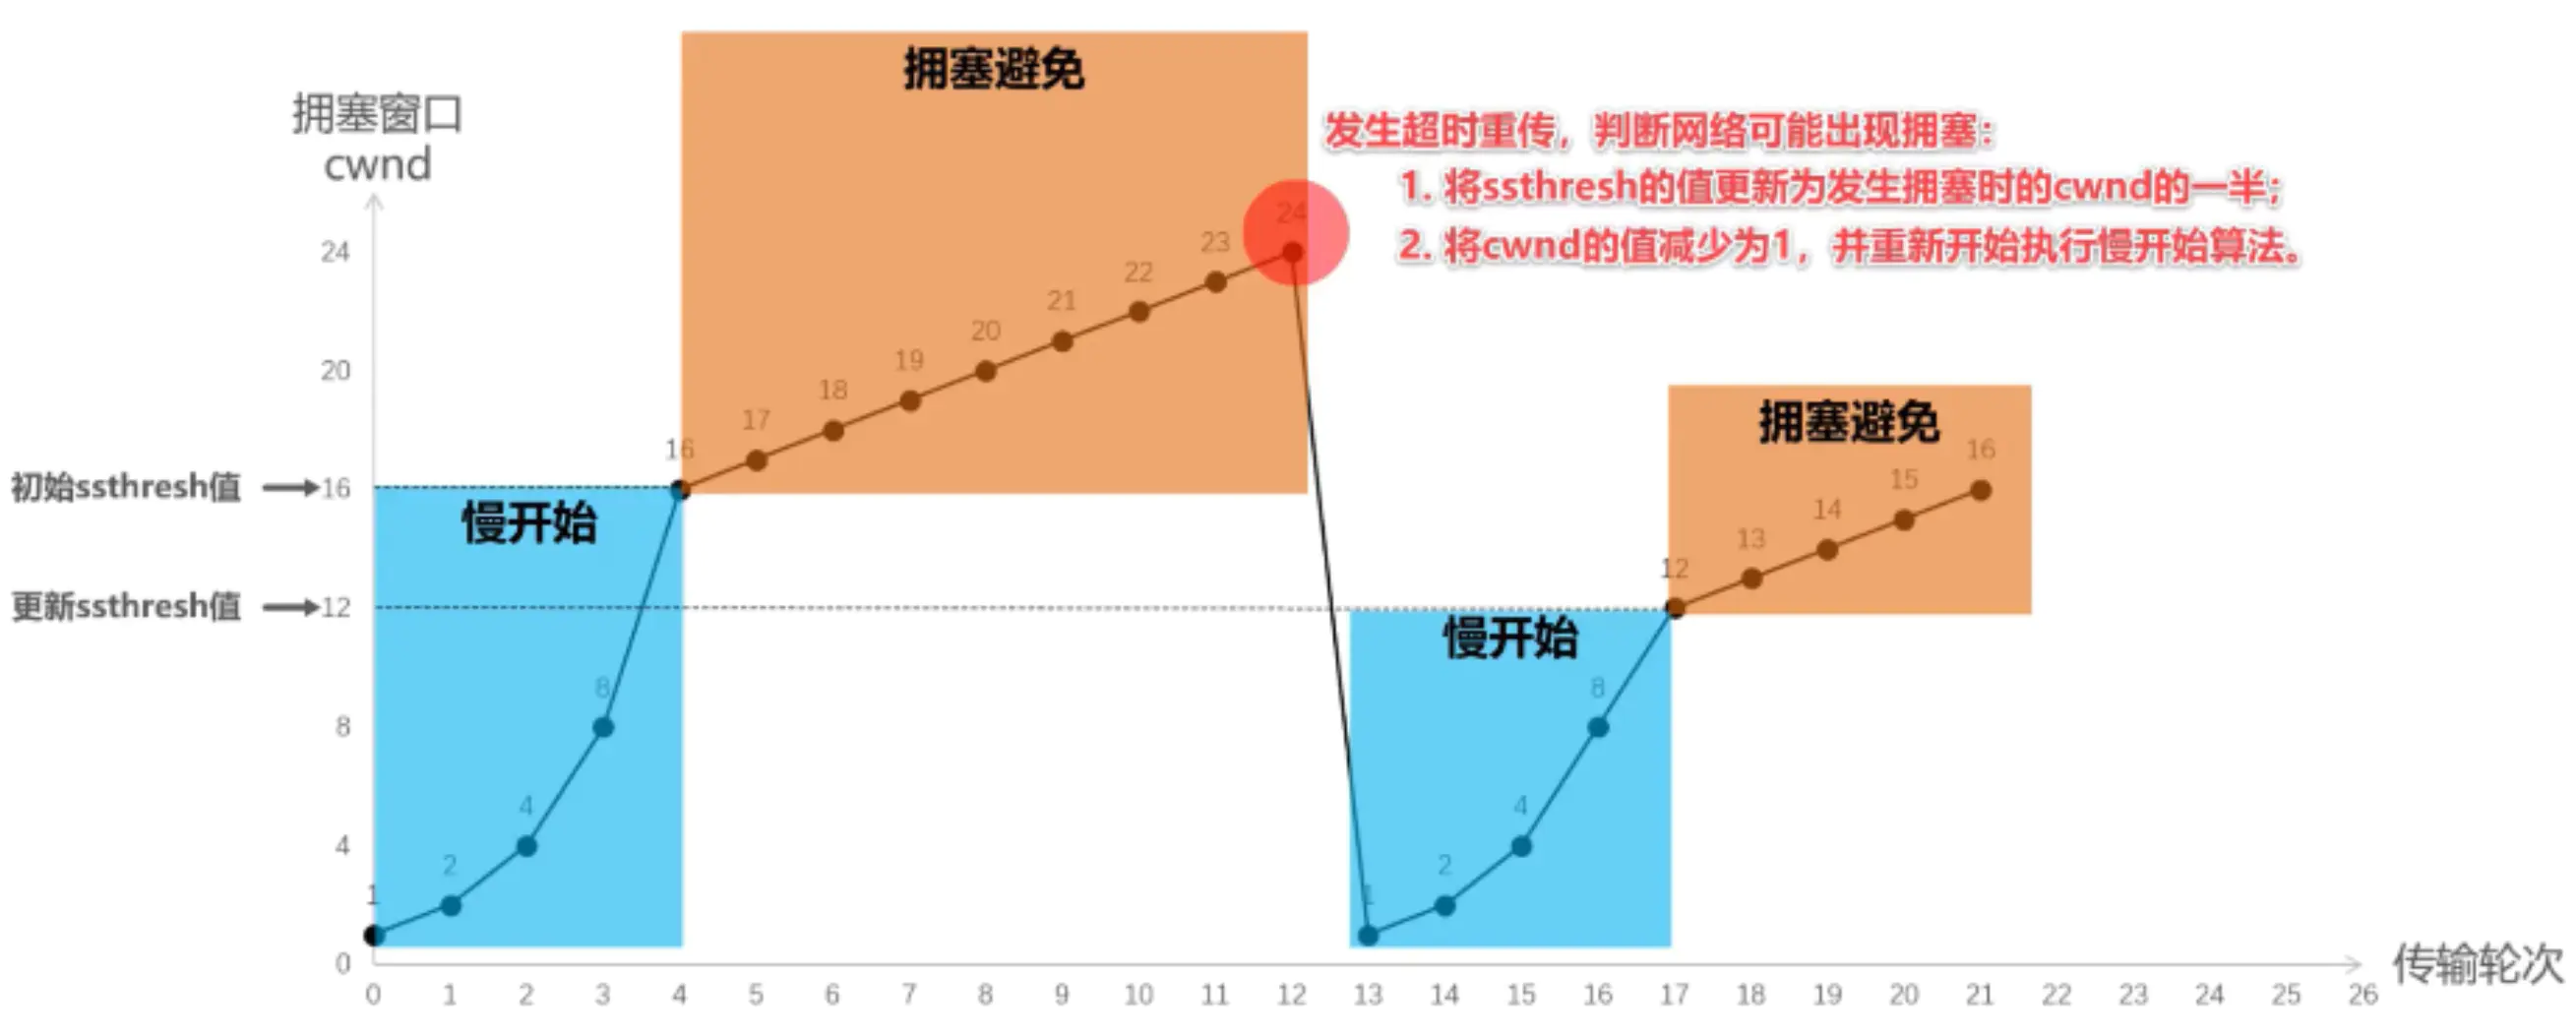 拥塞避免
拥塞窗口
cwnd
发生超时重传，判断网络可能出现拥塞：
1. 将ssthresh的值更新为发生拥塞时的cwnd的一半；
2. 将cwnd的值减少为1，并重新开始执行慢开始算法。
24
24
23
22
21
20
20
19
18
17
16
拥塞避免
16
15
14
13
12
初始ssthresh值
16
慢开始
更新ssthresh值
12
慢开始
8
8
8
4
4
4
2
2
1
1
0
0 1 2 3 4 5 6 7 8 9 10 11 12 13 14 15 16 17 18 19 20 21 22 23 24 25 26
传输轮次